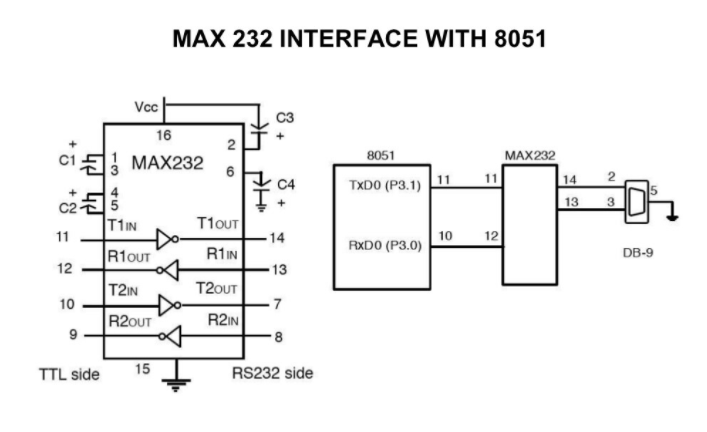 MAX 232 INTERFACE WITH 8051
Vcc
C3
+
16
2
+
C1
1
3
MAX232
6
C4
+
+
C2
4
5
11
T1IN
T1OUT
14
12
R1OUT
R1IN
13
10
T2IN
T2OUT
7
9
R2OUT
R2IN
8
TTL side
15
RS232 side
8051
MAX232
TxD0 (P3.1)
11
11
14
2
5
13
3
RxD0 (P3.0)
10
12
DB-9